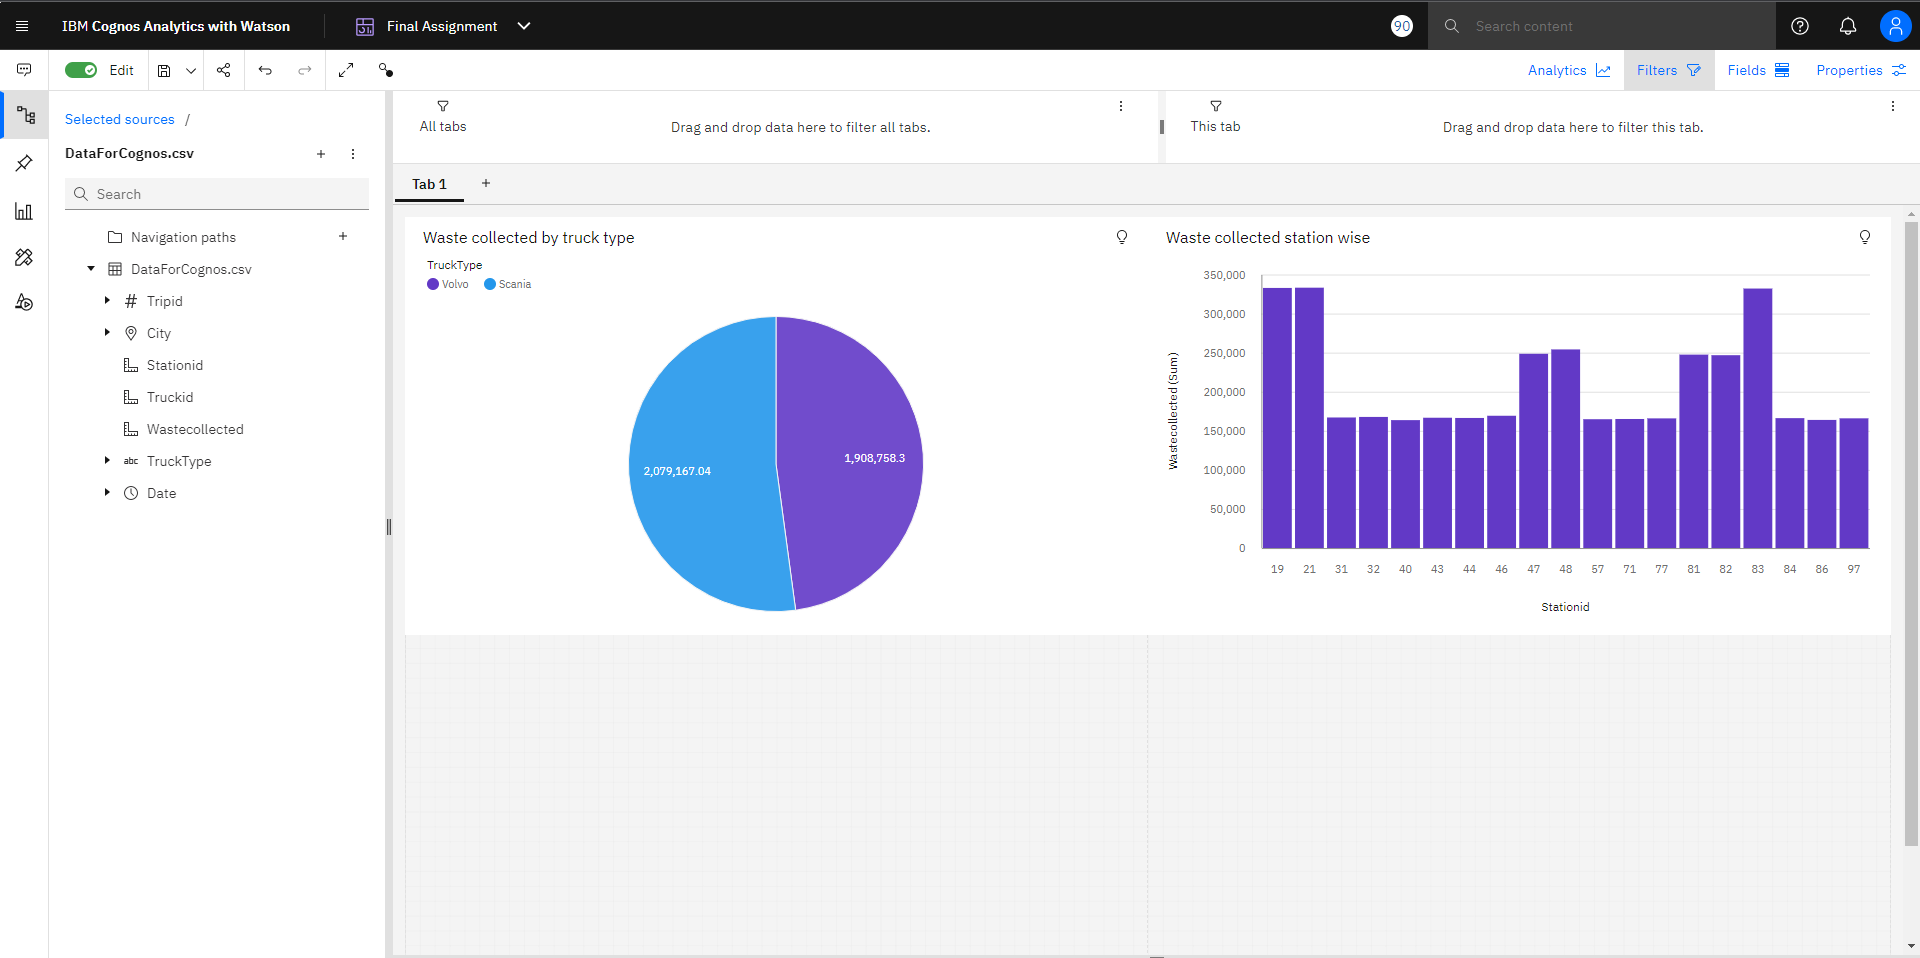 IBM Cognos Analytics with Watson
Final Assignment
90
Search content
Edit
Analytics
Filters
Fields
Properties
Selected sources /
DataForCognos.csv
Search
Navigation paths
DataForCognos.csv
Tripid
City
Stationid
Truckid
Wastecollected
abc TruckType
Date
All tabs
Drag and drop data here to filter all tabs.
This tab
Drag and drop data here to filter this tab.
Tab 1
Waste collected by truck type
TruckType
Volvo Scania
2,079,167.04
1,908,758.3
Waste collected station wise
350,000
300,000
250,000
200,000
150,000
100,000
50,000
0
Wastecollected (Sum)
19 21 31 32 40 43 44 46 47 48 57 71 77 81 82 83 84 86 97
Stationid